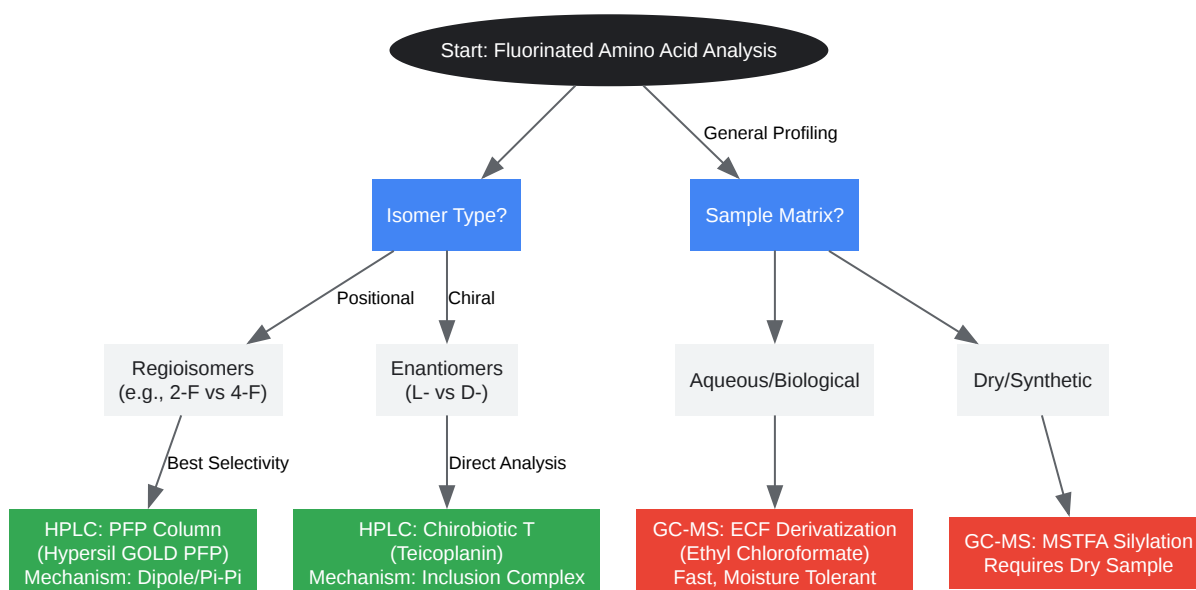 Start: Fluorinated Amino Acid Analysis
General Profiling
Isomer Type?
Sample Matrix?
Positional
Chiral
Regioisomers
(e.g., 2-F vs 4-F)
Enantiomers
(L- vs D-)
Aqueous/Biological
Dry/Synthetic
Best Selectivity
Direct Analysis
HPLC: PFP Column
(Hypersil GOLD PFP)
Mechanism: Dipole/Pi-Pi
HPLC: Chirobiotic T
(Teicoplanin)
Mechanism: Inclusion Complex
GC-MS: ECF Derivatization
(Ethyl Chloroformate)
Fast, Moisture Tolerant
GC-MS: MSTFA Silylation
Requires Dry Sample